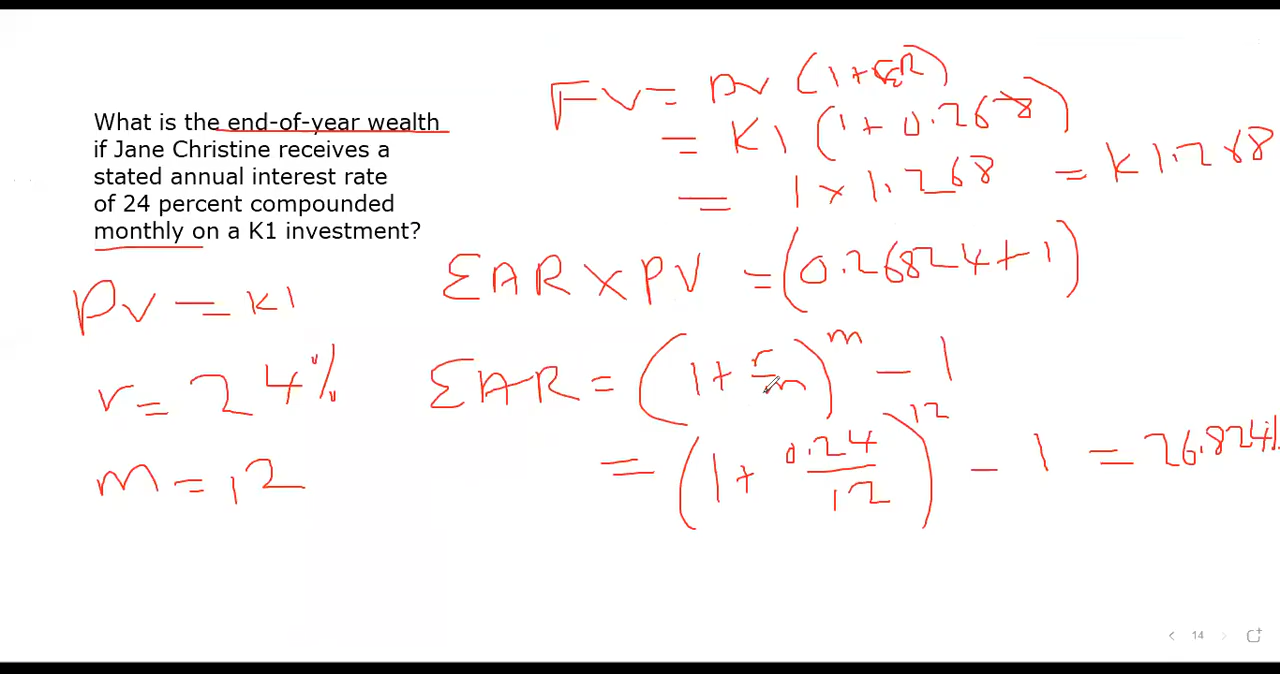 What is the end-of-year wealth
if Jane Christine receives a
stated annual interest rate
of 24 percent compounded
monthly on a K1 investment?
PV = K1
r = 24%
m = 12
FV = PV (1+EAR)
= K1 (1 + 0.268)
= 1 × 1.268 = K1.268
EAR × PV = (0.26824 + 1)
EAR = (1 + r/m)^m - 1
= (1 + 0.24/12)^12 - 1 = 26.824%
< 14 >